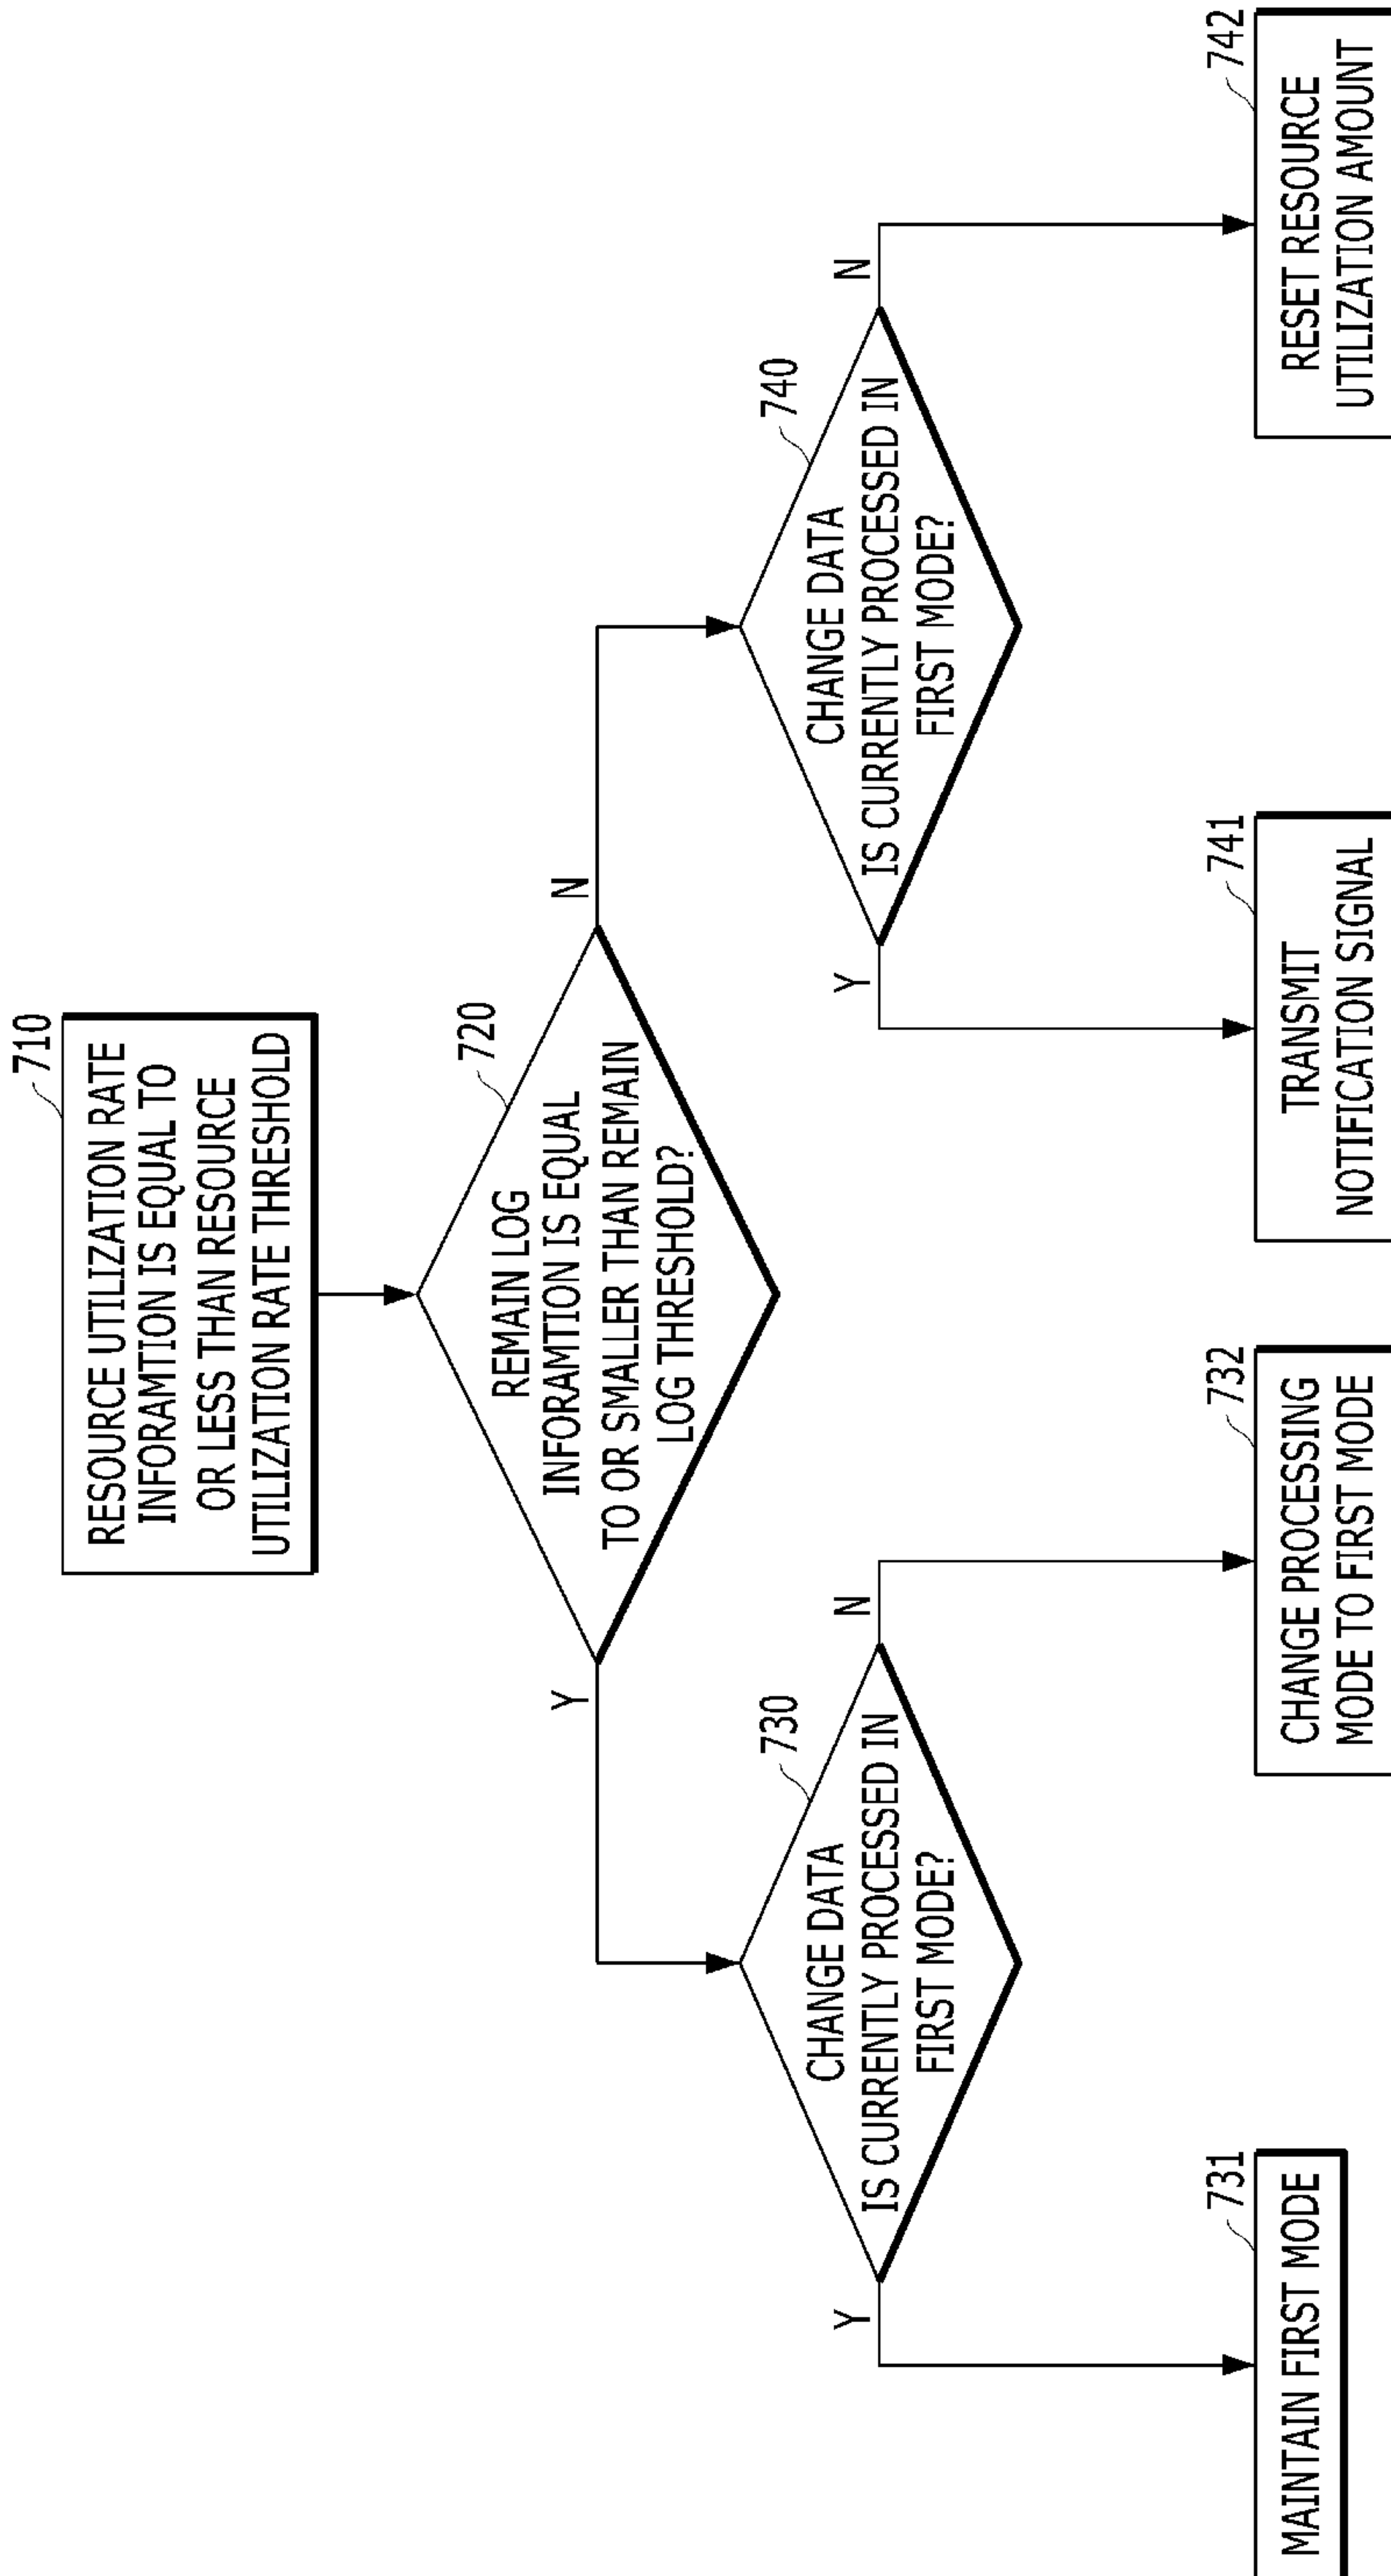 710
RESOURCE UTILIZATION RATE
INFORAMTION IS EQUAL TO
OR LESS THAN RESOURCE
UTILIZATION RATE THRESHOLD
720
REMAIN LOG
INFORAMTION IS EQUAL
TO OR SMALLER THAN REMAIN
LOG THRESHOLD?
Y
N
730
CHANGE DATA
IS CURRENTLY PROCESSED IN
FIRST MODE?
Y
N
740
CHANGE DATA
IS CURRENTLY PROCESSED IN
FIRST MODE?
Y
N
731
MAINTAIN FIRST MODE
732
CHANGE PROCESSING
MODE TO FIRST MODE
741
TRANSMIT
NOTIFICATION SIGNAL
742
RESET RESOURCE
UTILIZATION AMOUNT